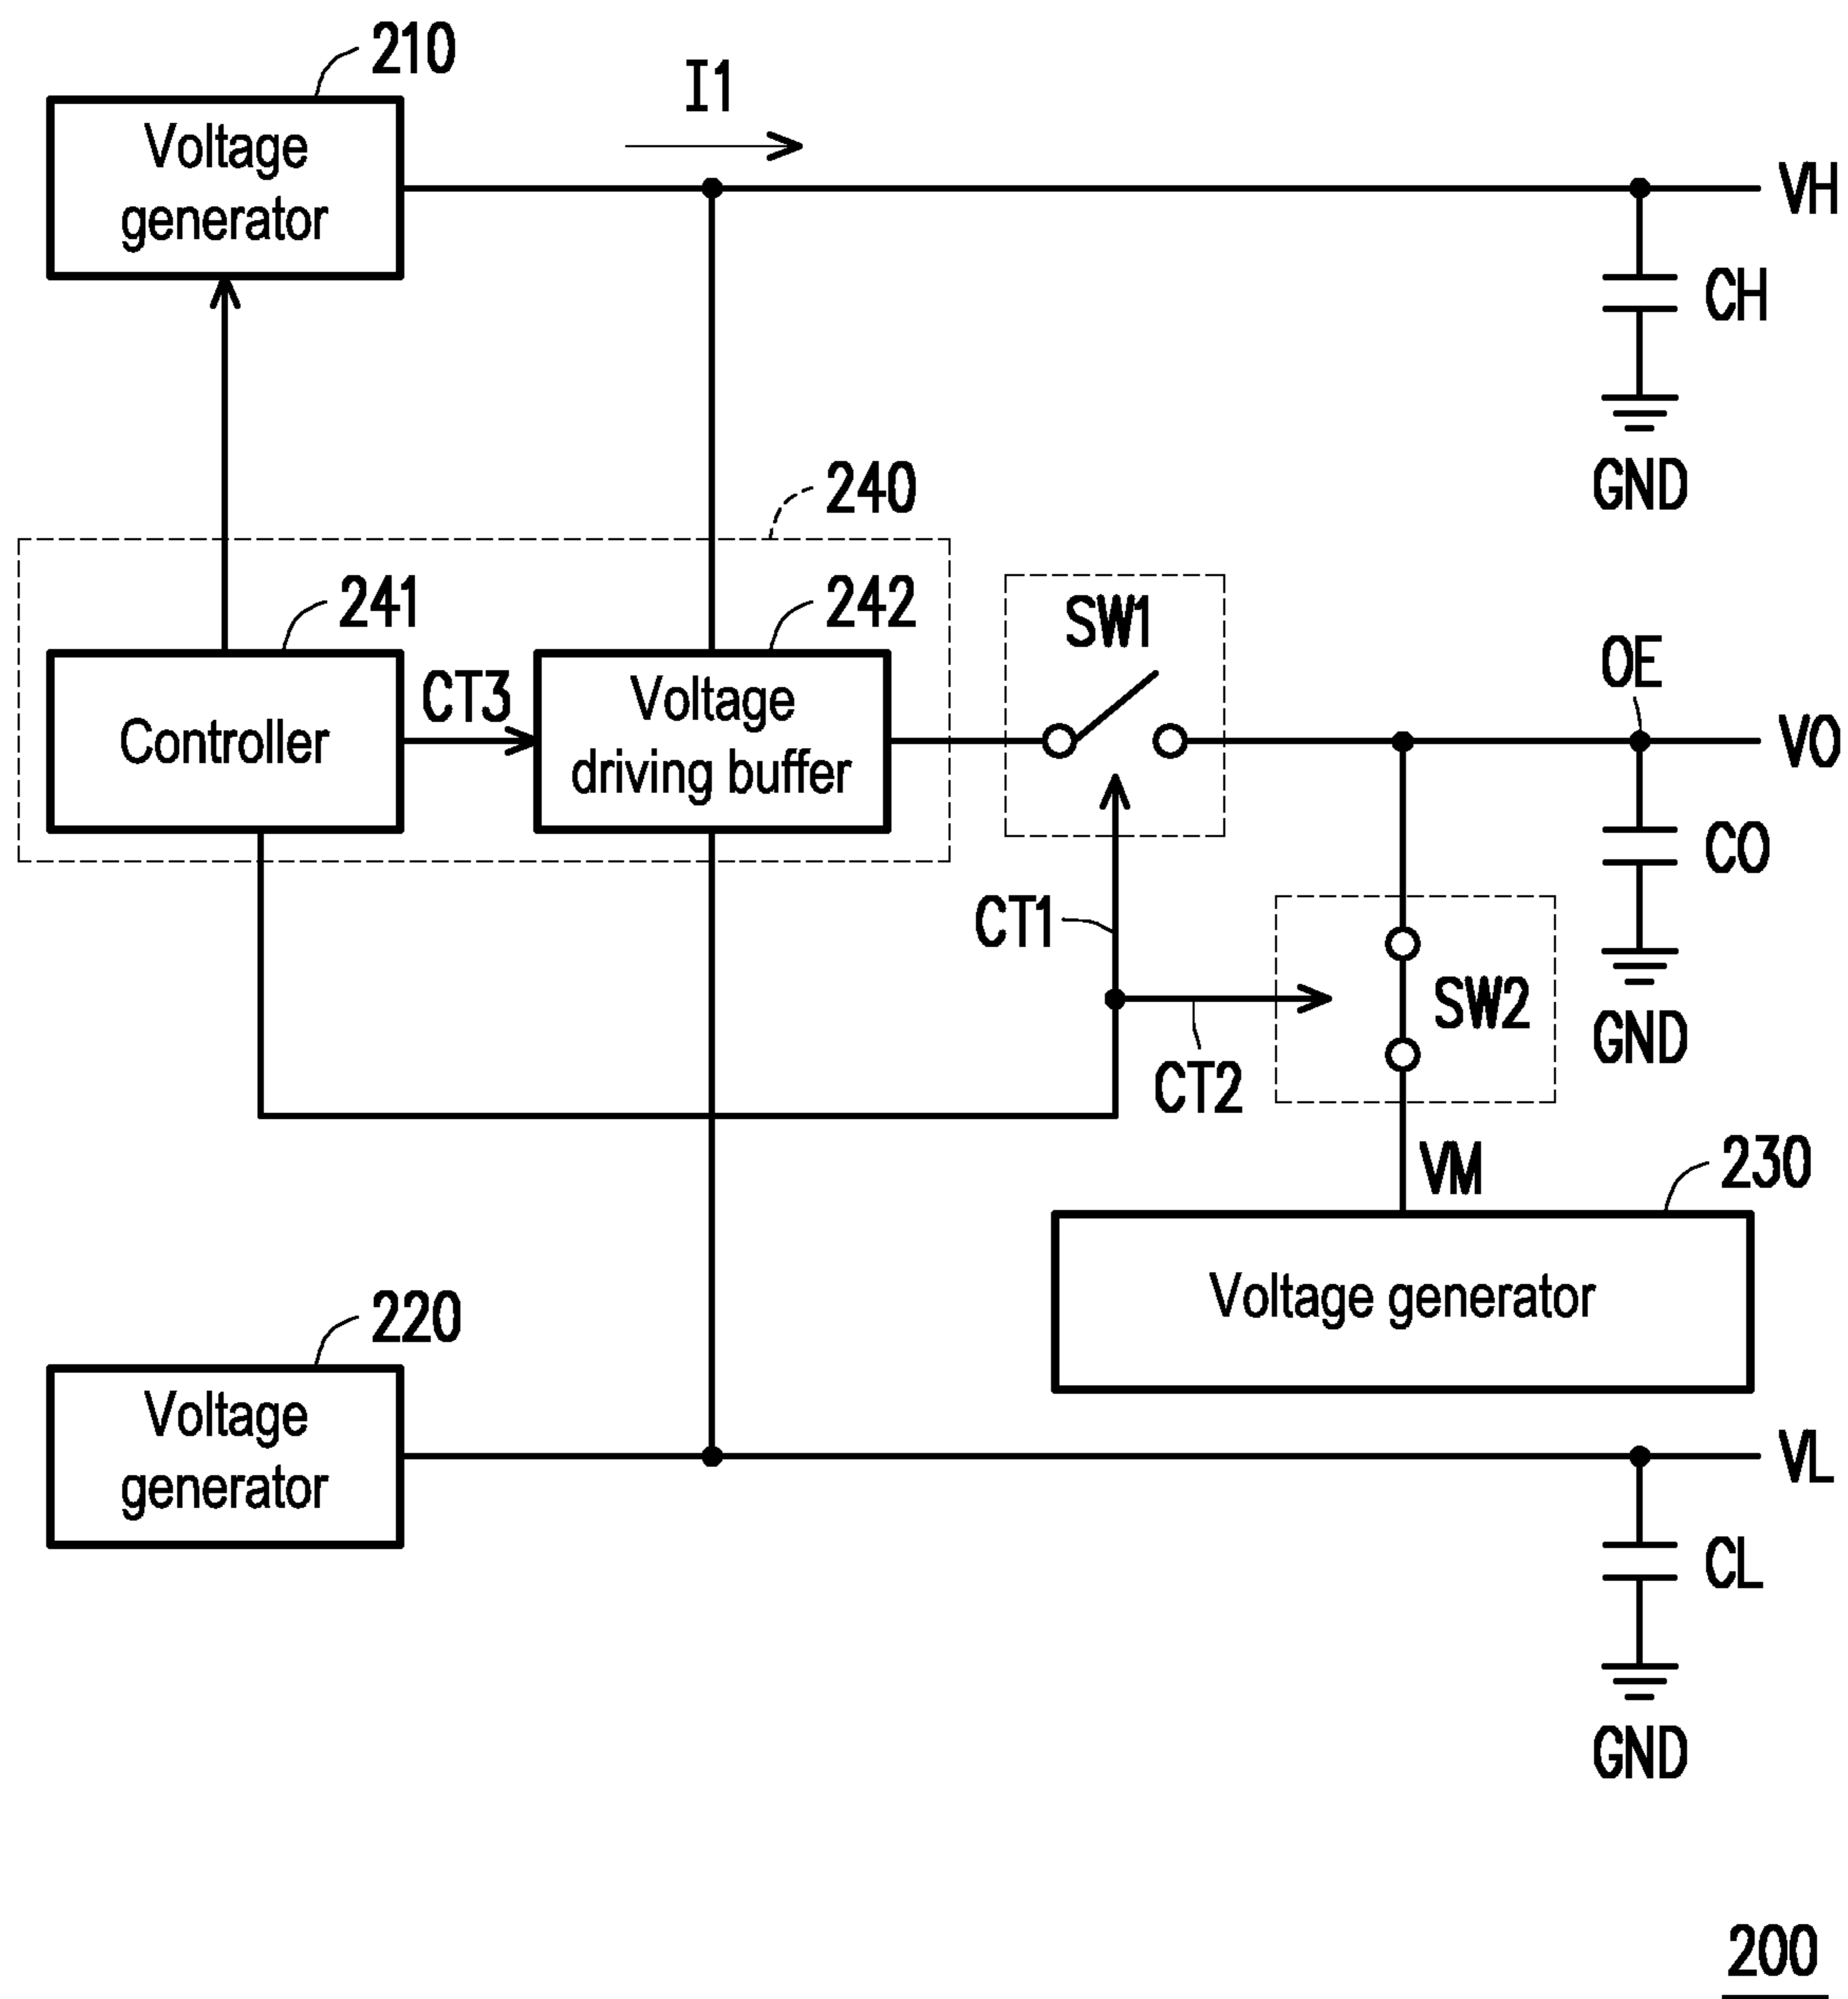 210
I1
Voltage
generator
VH
CH
GND
240
241
242
SW1
Controller
CT3
Voltage
driving buffer
OE
VO
CO
GND
CT1
SW2
CT2
VM
230
Voltage generator
220
Voltage
generator
VL
CL
GND
200